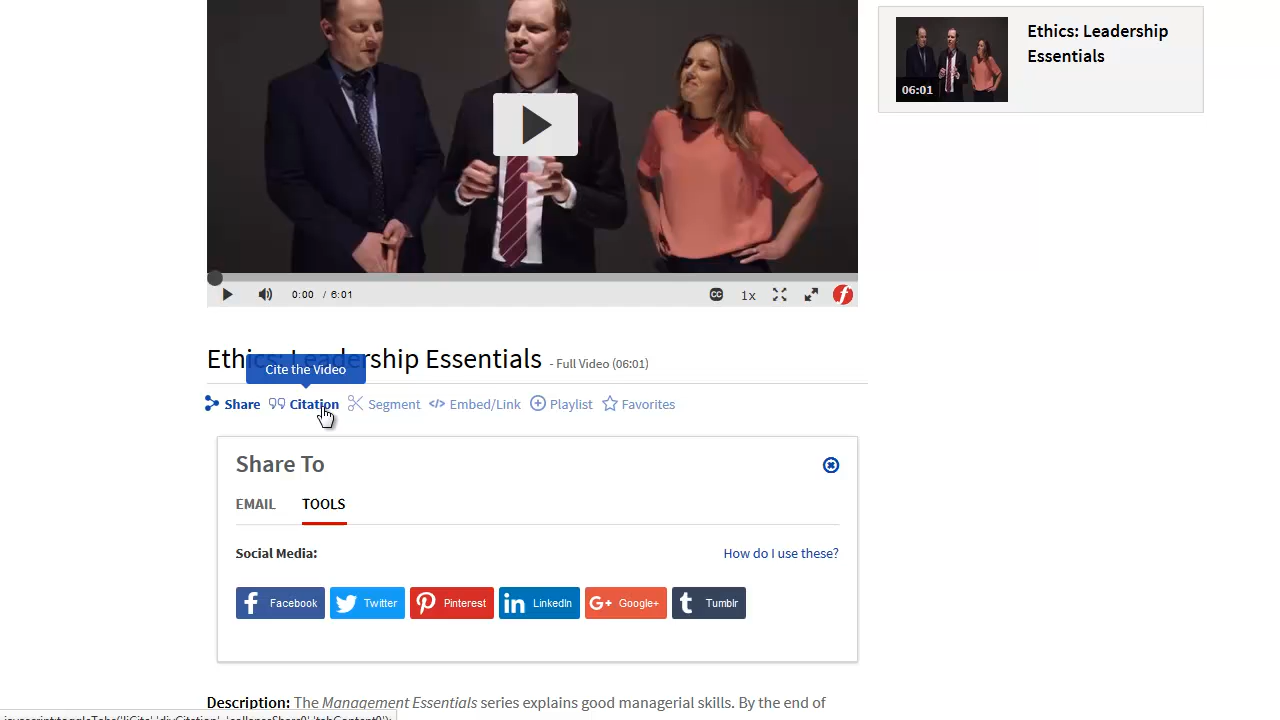 Ethics: Leadership
Essentials
06:01
0:00 / 6:01
CC
1x
Ethics: Leadership Essentials - Full Video (06:01)
Cite the Video
Share Citation Segment </> Embed/Link Playlist Favorites
Share To
EMAIL TOOLS
Social Media: How do I use these?
Facebook Twitter Pinterest in LinkedIn G+ Google+ t Tumblr
Description: The Management Essentials series explains good managerial skills. By the end of